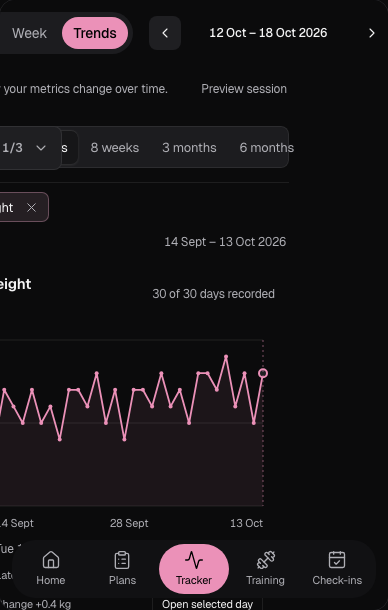 Week Trends 12 Oct – 18 Oct 2026
your metrics change over time. Preview session
1/3 s 8 weeks 3 months 6 months
ght
14 Sept – 13 Oct 2026
eight
30 of 30 days recorded
4 Sept 28 Sept 13 Oct
Tue 1
Home Plans Tracker Training Check-ins
hange +0.4 kg Open selected day